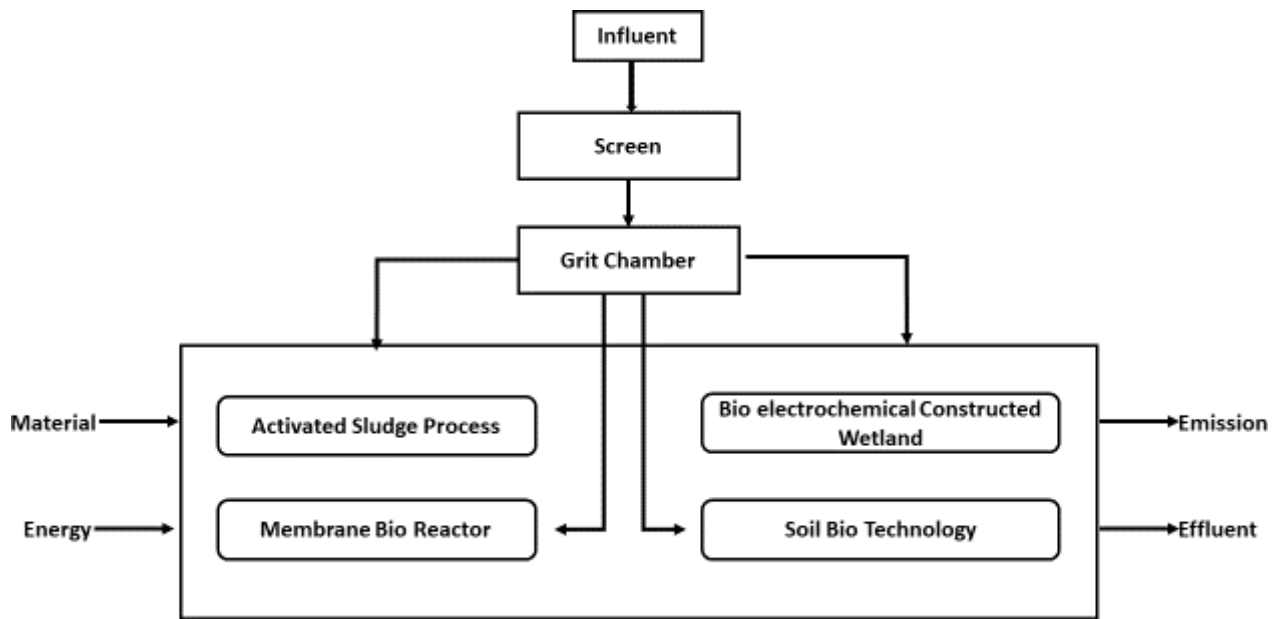 Influent
Screen
Grit Chamber
Material
Activated Sludge Process
Bio electrochemical Constructed
Wetland
Emission
Energy
Membrane Bio Reactor
Soil Bio Technology
Effluent